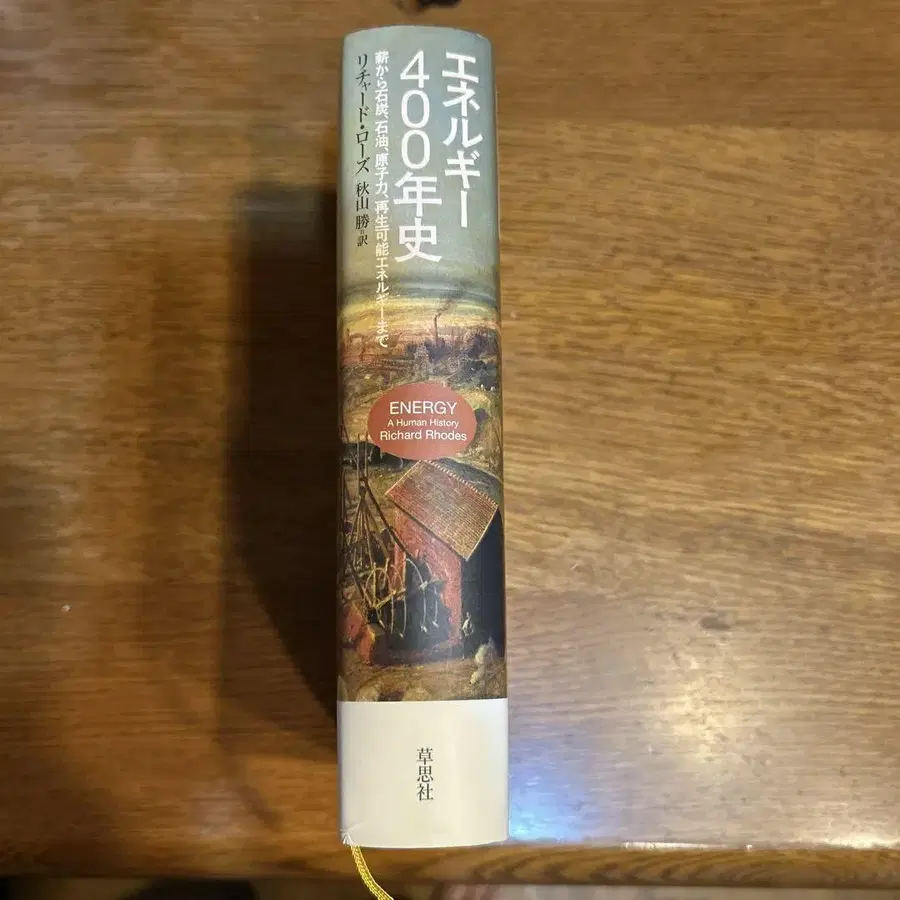 エネルギー
400年史
薪から石炭、石油、原子力、再生可能エネルギーまで
リチャード・ローズ 秋山 勝=訳
ENERGY
A Human History
Richard Rhodes
草思社